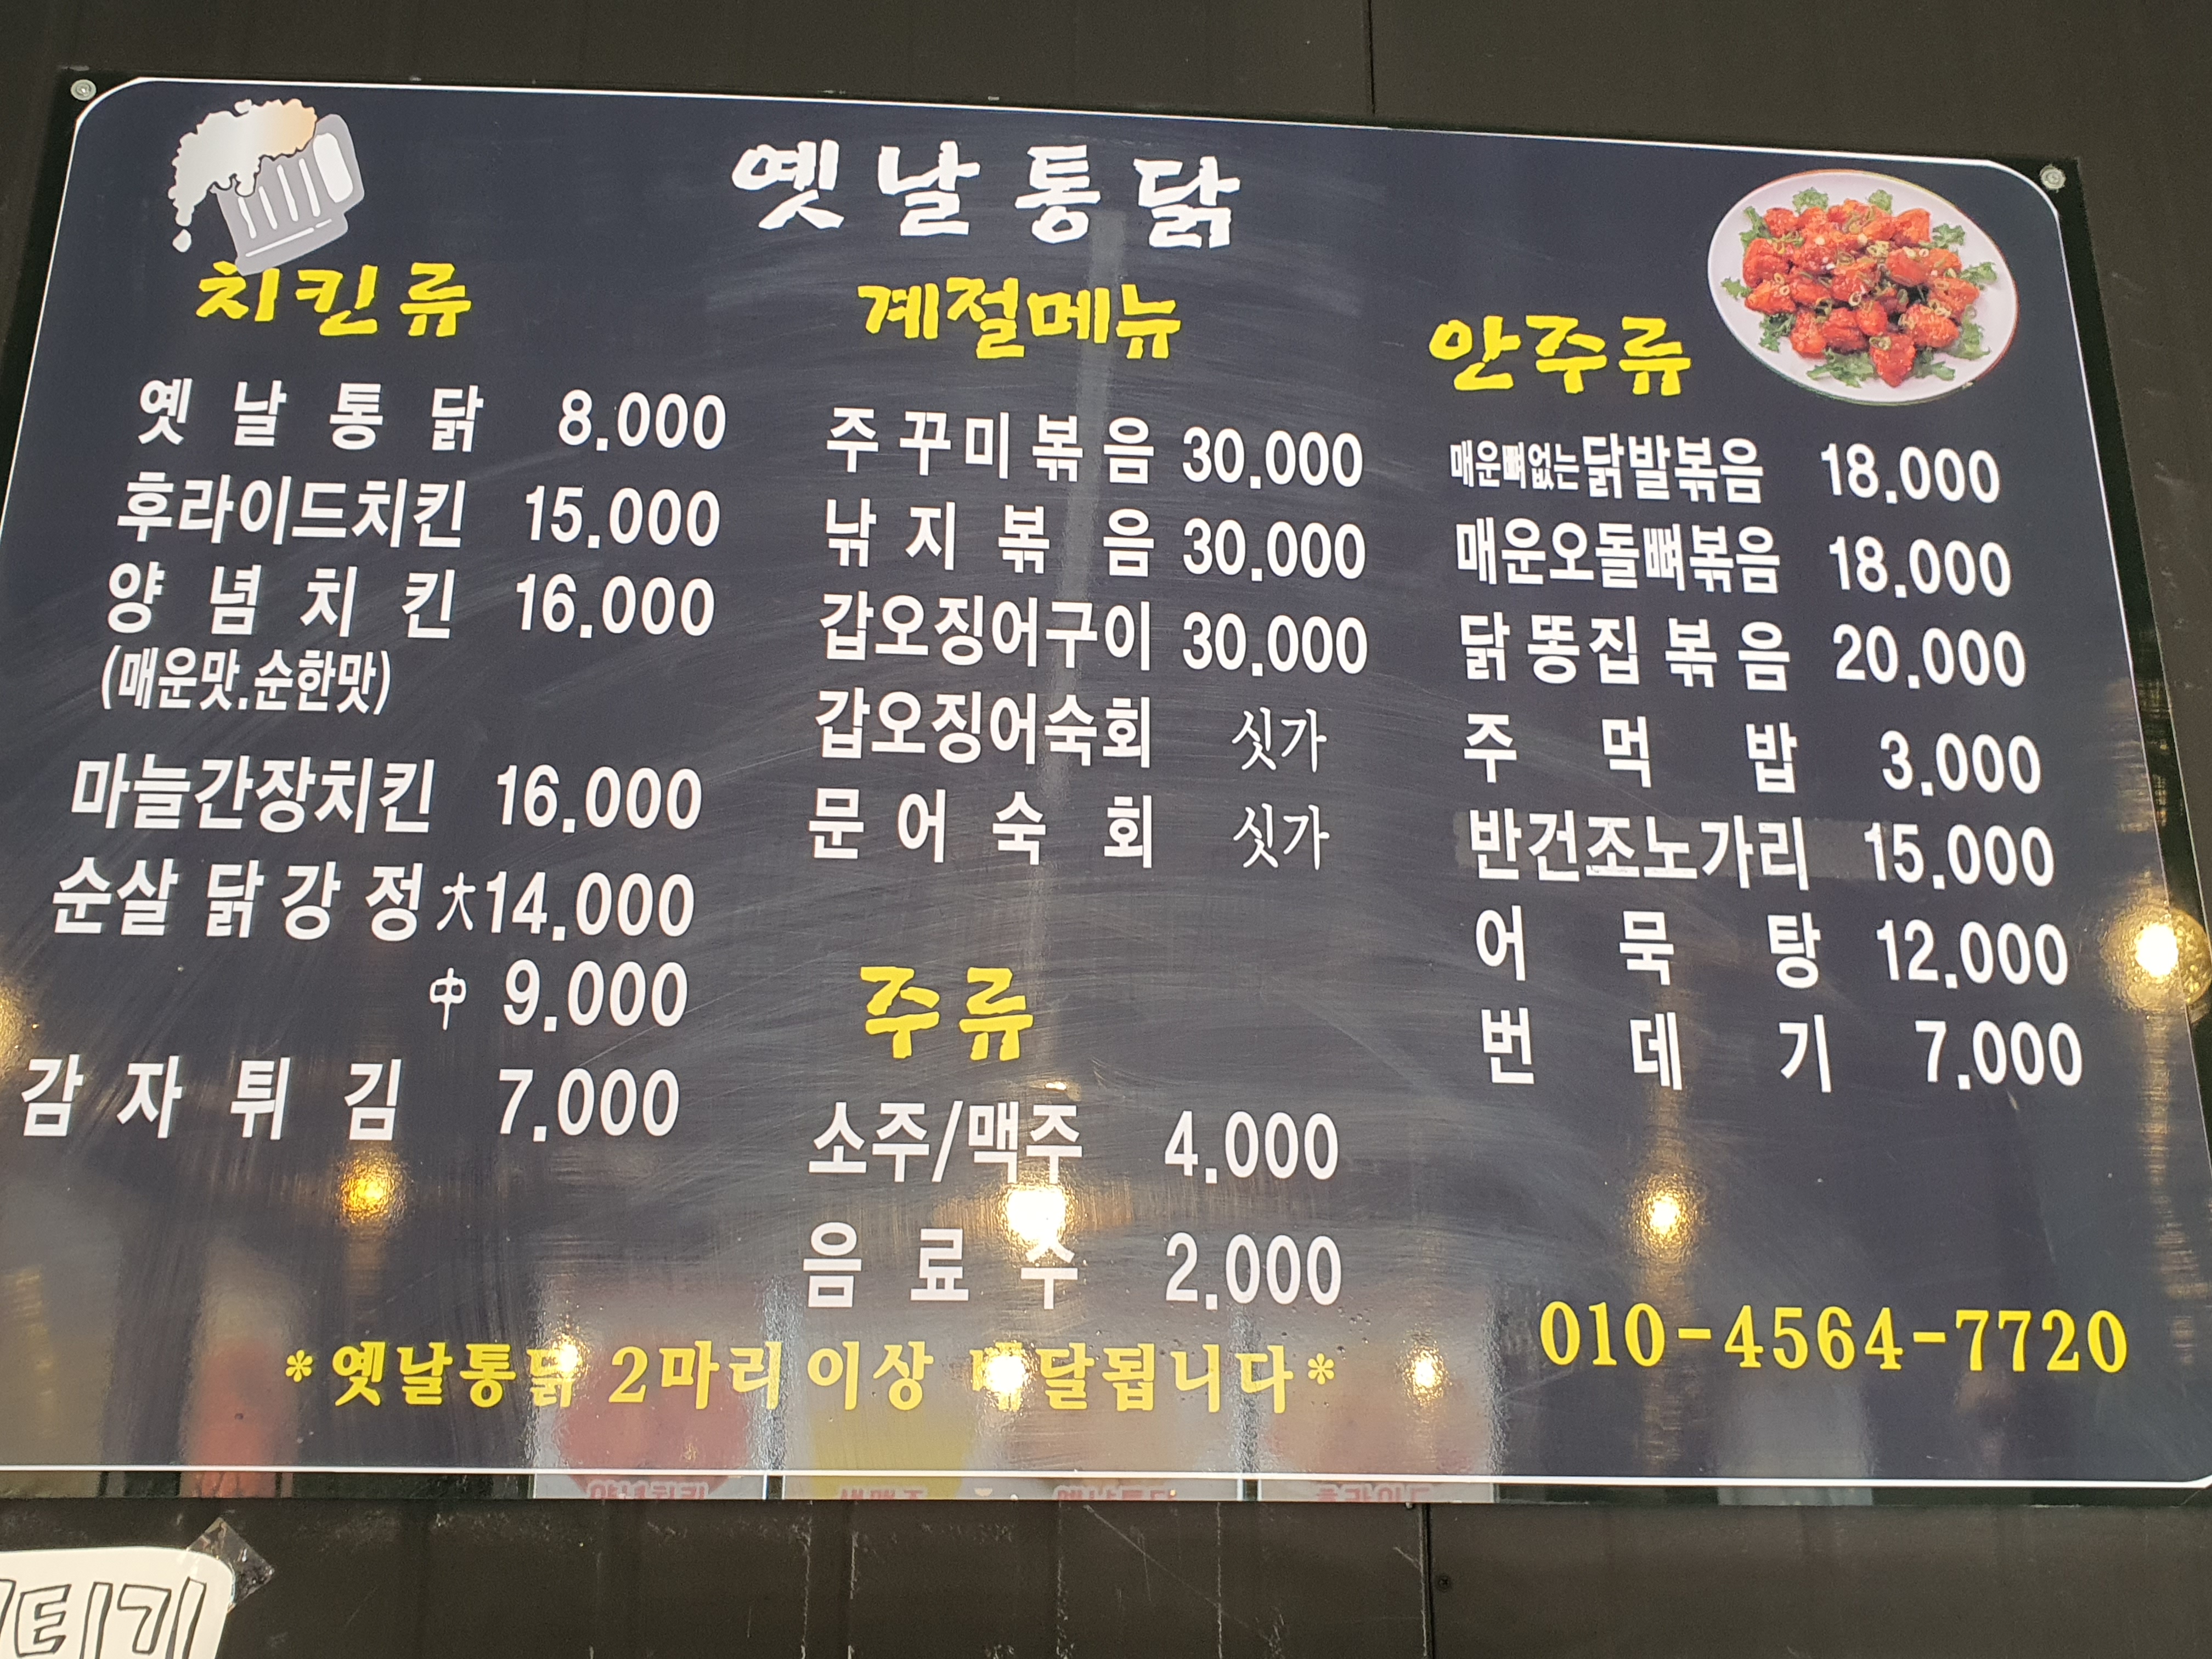 옛날통닭
치킨류
옛날통닭 8.000
후라이드치킨 15.000
양념치킨 16.000
(매운맛.순한맛)
마늘간장치킨 16.000
순살닭강정 大 14.000
中 9.000
감자튀김 7.000
계절메뉴
주꾸미볶음 30.000
낚지볶음 30.000
갑오징어구이 30.000
갑오징어숙회 싯가
문어숙회 싯가
주류
소주/맥주 4.000
음료수 2.000
안주류
매운뼈없는닭발볶음 18.000
매운오돌뼈볶음 18.000
닭똥집볶음 20.000
주먹밥 3.000
반건조노가리 15.000
어묵탕 12.000
번데기 7.000
*옛날통닭 2마리 이상 배달됩니다*
010-4564-7720
티기